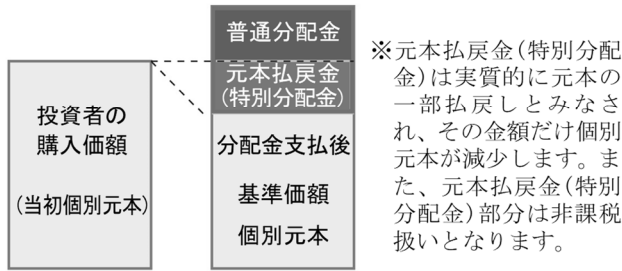 投資者の
購入価額
(当初個別元本)
普通分配金
元本払戻金
(特別分配金)
分配金支払後
基準価額
個別元本
※元本払戻金(特別分配
金)は実質的に元本の
一部払戻しとみなさ
れ、その金額だけ個別
元本が減少します。ま
た、元本払戻金(特別
分配金)部分は非課税
扱いとなります。